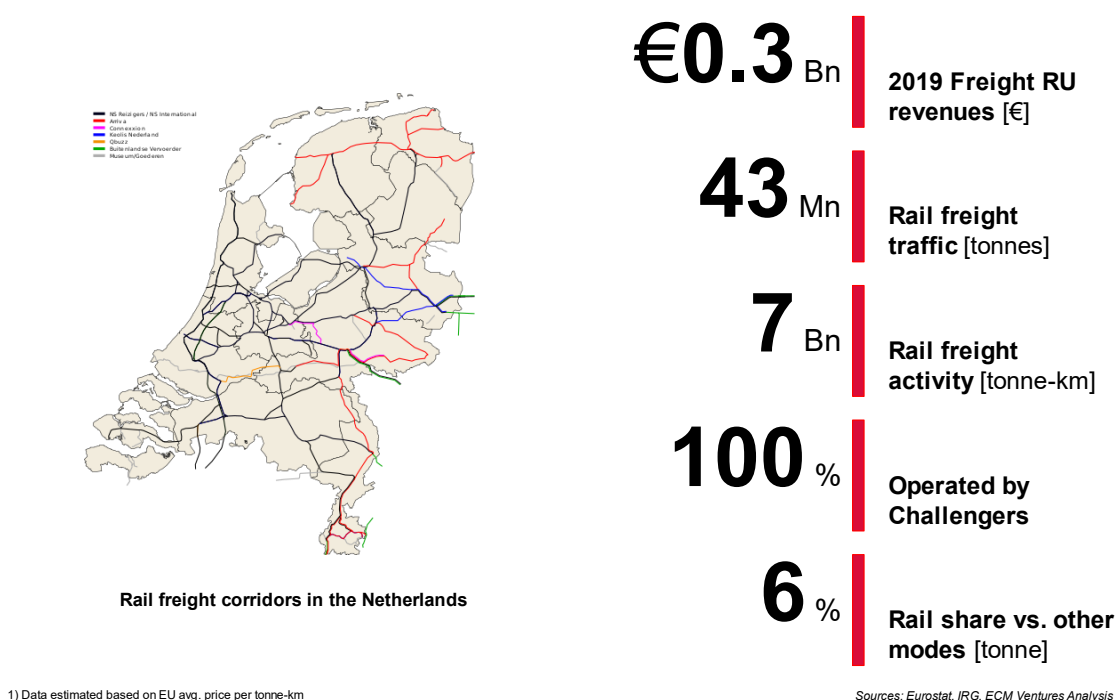 NS Reizigers / NS International
Arriva
Connexxion
Keolis Nederland
Qbuzz
Buitenlandse Vervoerder
Museum/Goederen
Rail freight corridors in the Netherlands
€0.3 Bn
2019 Freight RU
revenues [€]
43 Mn
Rail freight
traffic [tonnes]
7 Bn
Rail freight
activity [tonne-km]
100 %
Operated by
Challengers
6 %
Rail share vs. other
modes [tonne]
1) Data estimated based on EU avg. price per tonne-km
Sources: Eurostat, IRG, ECM Ventures Analysis